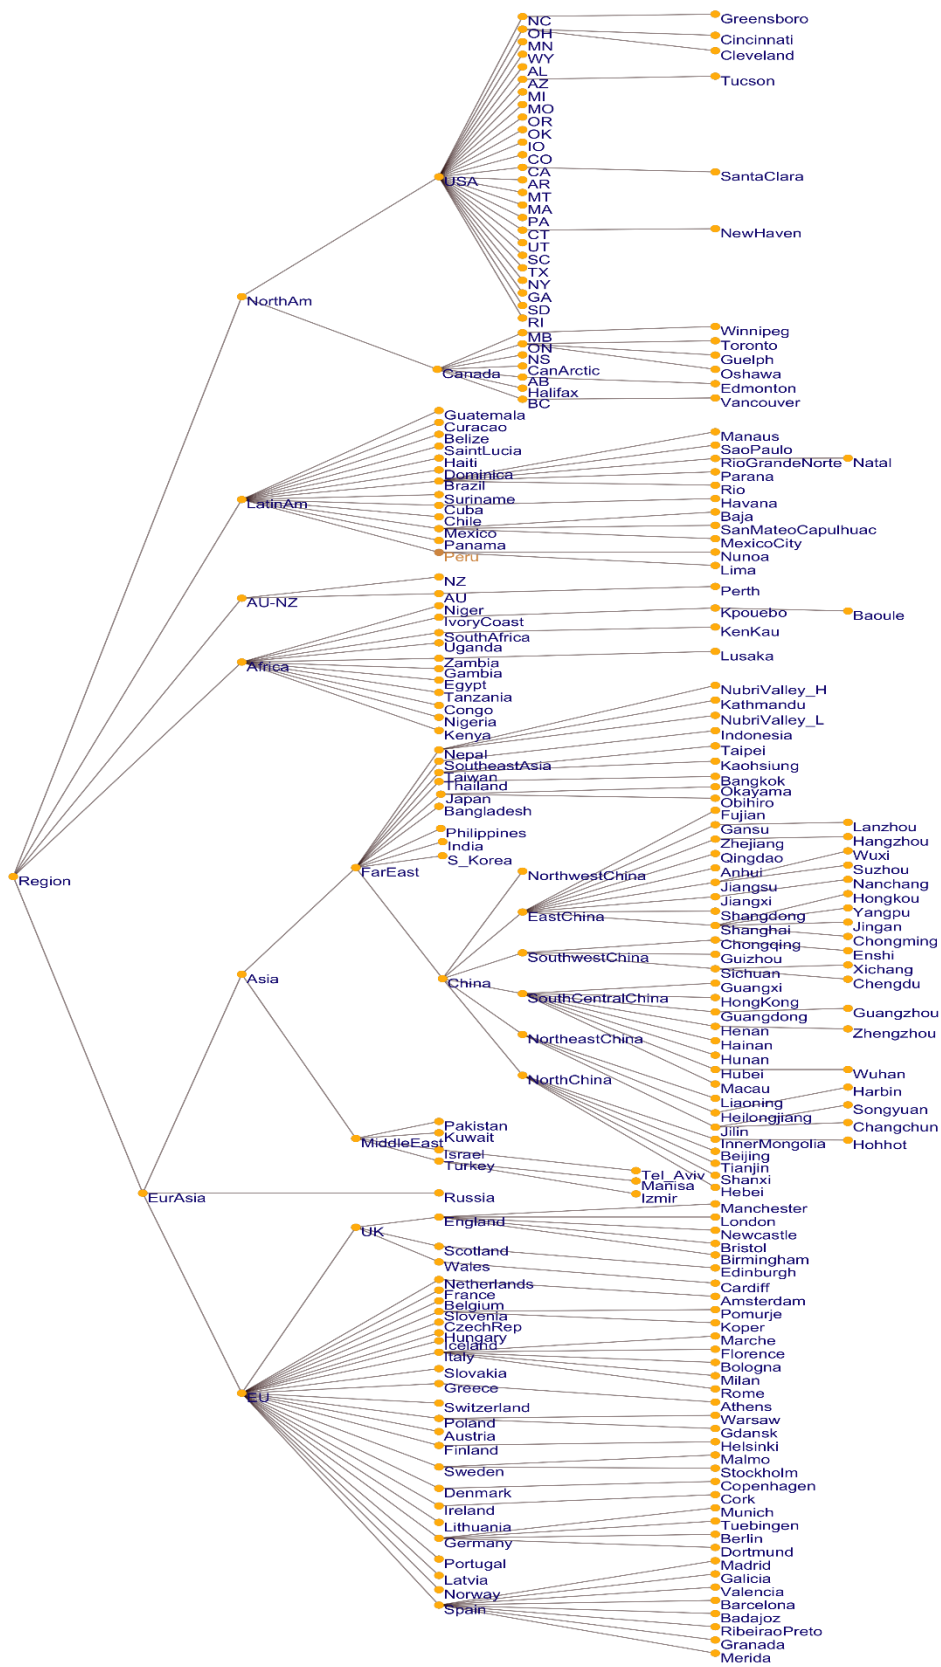 Region
NorthAm
USA
NC
Greensboro
OH
Cincinnati
Cleveland
MN
WY
AL
AZ
Tucson
MI
MO
OR
OK
IO
CO
CA
SantaClara
AR
MT
MA
PA
CT
NewHaven
UT
SC
TX
NY
GA
SD
RI
Canada
MB
Winnipeg
ON
Toronto
Guelph
Oshawa
NS
CanArctic
AB
Edmonton
Halifax
BC
Vancouver
LatinAm
Guatemala
Curacao
Belize
SaintLucia
Haiti
Dominica
Brazil
Manaus
SaoPaulo
RioGrandeNorte
Natal
Parana
Rio
Suriname
Cuba
Havana
Chile
Mexico
Baja
SanMateoCapulhuac
MexicoCity
Panama
Peru
Nunoa
Lima
AU-NZ
NZ
AU
Perth
Africa
Niger
IvoryCoast
Kpouebo
Baoule
SouthAfrica
KenKau
Uganda
Zambia
Lusaka
Gambia
Egypt
Tanzania
Congo
Nigeria
Kenya
EurAsia
Asia
FarEast
Nepal
NubriValley_H
Kathmandu
NubriValley_L
SoutheastAsia
Indonesia
Taiwan
Taipei
Kaohsiung
Thailand
Bangkok
Japan
Okayama
Obihiro
Bangladesh
Philippines
India
S_Korea
China
NorthwestChina
EastChina
Fujian
Gansu
Lanzhou
Zhejiang
Hangzhou
Qingdao
Anhui
Jiangsu
Wuxi
Suzhou
Jiangxi
Nanchang
Shangdong
Shanghai
Hongkou
Yangpu
Jingan
Chongming
SouthwestChina
Chongqing
Enshi
Guizhou
Sichuan
Xichang
Chengdu
SouthCentralChina
Guangxi
HongKong
Guangdong
Guangzhou
Henan
Zhengzhou
Hainan
Hunan
Hubei
Wuhan
Macau
NortheastChina
Liaoning
Heilongjiang
Harbin
Jilin
Songyuan
Changchun
NorthChina
InnerMongolia
Hohhot
Beijing
Tianjin
Shanxi
Hebei
MiddleEast
Pakistan
Kuwait
Israel
Tel_Aviv
Turkey
Manisa
Izmir
Russia
EU
UK
England
Manchester
London
Newcastle
Bristol
Birmingham
Scotland
Edinburgh
Wales
Cardiff
Netherlands
Amsterdam
France
Belgium
Slovenia
Pomurje
Koper
CzechRep
Hungary
Iceland
Italy
Marche
Florence
Bologna
Milan
Rome
Slovakia
Greece
Athens
Switzerland
Poland
Warsaw
Gdansk
Austria
Finland
Helsinki
Sweden
Malmo
Stockholm
Denmark
Copenhagen
Ireland
Cork
Lithuania
Germany
Munich
Tuebingen
Berlin
Dortmund
Portugal
Latvia
Norway
Spain
Madrid
Galicia
Valencia
Barcelona
Badajoz
RibeiraoPreto
Granada
Merida